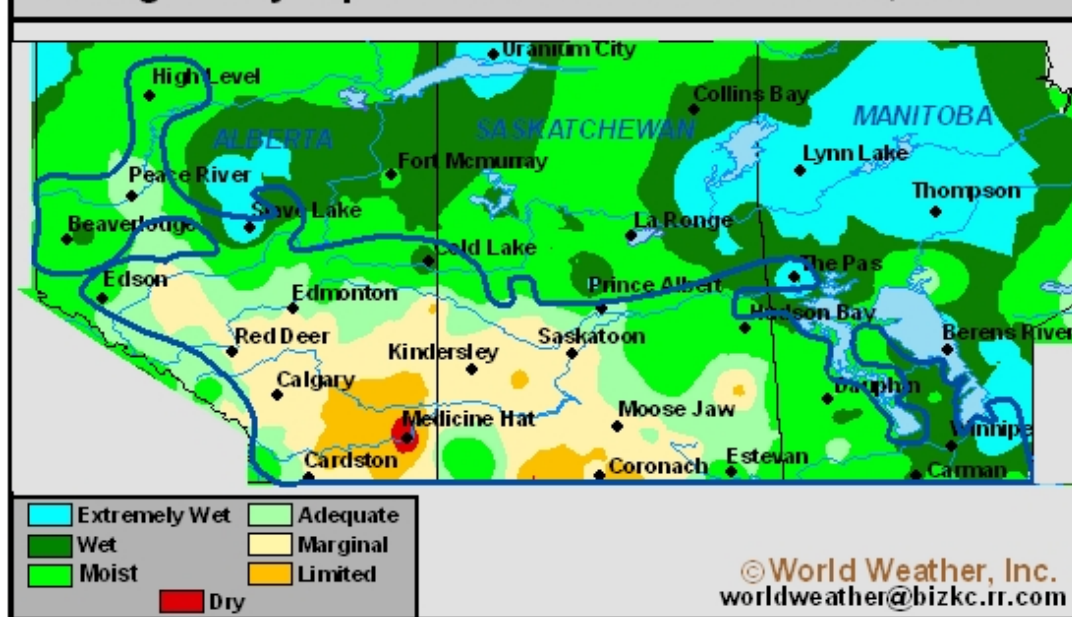 Uranium City
High Level
Collins Bay
ALBERTA
SASKATCHEWAN
MANITOBA
Fort Mcmurray
Lynn Lake
Peace River
Thompson
Slave Lake
Beaverlodge
La Ronge
Cold Lake
The Pas
Edson
Prince Albert
Edmonton
Hudson Bay
Red Deer
Saskatoon
Berens River
Kindersley
Calgary
Dauphin
Moose Jaw
Medicine Hat
Winnipe
Cardston
Coronach
Estevan
Carman
Extremely Wet
Adequate
Wet
Marginal
Moist
Limited
Dry
©World Weather, Inc.
worldweather@bizkc.rr.com